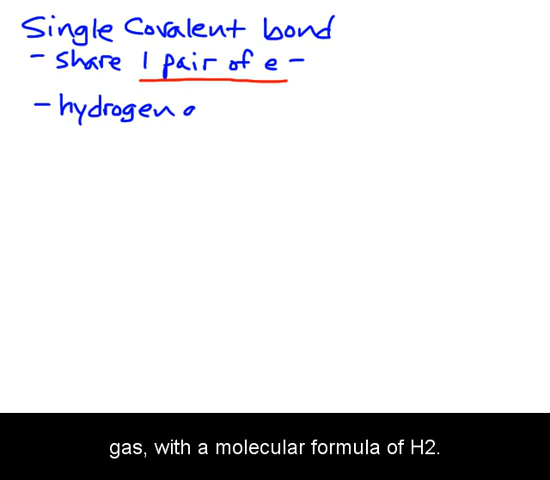 Single Covalent bond
- share 1 pair of e -
- hydrogen
gas, with a molecular formula of H2.